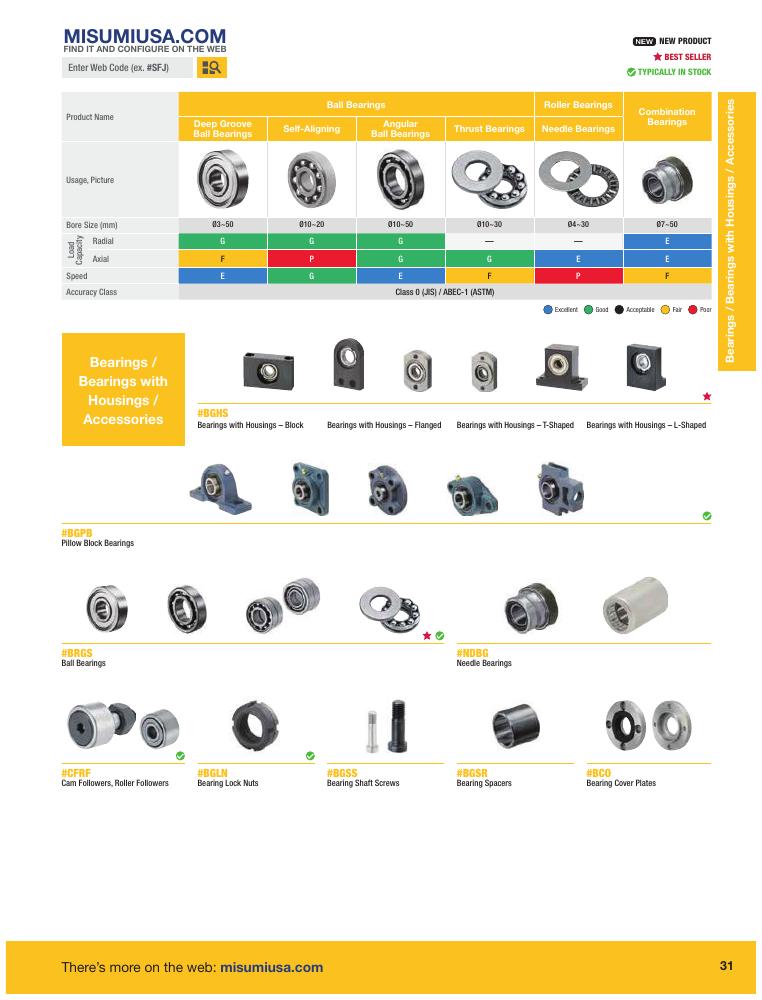 MISUMIUSA.COM
FIND IT AND CONFIGURE ON THE WEB
Enter Web Code (ex. #SFJ)
NEW NEW PRODUCT
BEST SELLER
TYPICALLY IN STOCK
Product Name
Ball Bearings
Roller Bearings
Combination
Bearings
Deep Groove
Ball Bearings
Self-Aligning
Angular
Ball Bearings
Thrust Bearings
Needle Bearings
Usage, Picture
Bore Size (mm) Ø3~50 Ø10~20 Ø10~50 Ø10~30 Ø4~30 Ø7~50
Load
Capacity
Radial G G G — — E
Axial F P G G E E
Speed E G E F P F
Accuracy Class Class 0 (JIS) / ABEC-1 (ASTM)
Excellent Good Acceptable Fair Poor
Bearings / Bearings with Housings / Accessories
Bearings /
Bearings with
Housings /
Accessories
#BGHS
Bearings with Housings – Block Bearings with Housings – Flanged Bearings with Housings – T-Shaped Bearings with Housings – L-Shaped
#BGPB
Pillow Block Bearings
#BRGS
Ball Bearings
#NDBG
Needle Bearings
#CFRF
Cam Followers, Roller Followers
#BGLN
Bearing Lock Nuts
#BGSS
Bearing Shaft Screws
#BGSR
Bearing Spacers
#BCO
Bearing Cover Plates
There's more on the web: misumiusa.com
31